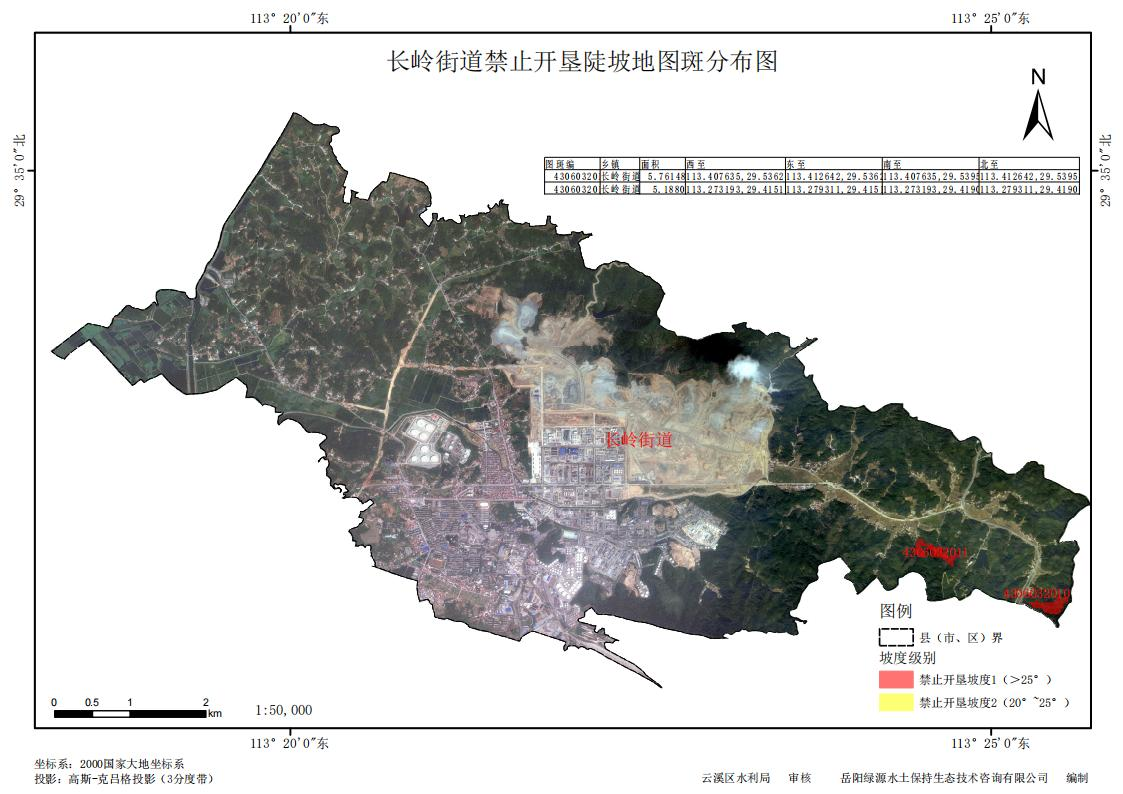 113° 20'0"东 113° 25'0"东
长岭街道禁止开垦陡坡地图斑分布图
N
29° 35'0"北 29° 35'0"北
图斑编 乡镇 面积 西至 东至 南至 北至
43060320 长岭街道 5.76148 113.407635,29.5362 113.412642,29.5362 113.407635,29.5395 113.412642,29.5395
43060320 长岭街道 5.1880 113.273193,29.4151 113.279311,29.4151 113.273193,29.4190 113.279311,29.4190
长岭街道
4306032011
4306032010
图例
县（市、区）界
坡度级别
禁止开垦坡度1（＞25°）
禁止开垦坡度2（20°~25°）
0 0.5 1 2
km
1:50,000
113° 20'0"东 113° 25'0"东
坐标系：2000国家大地坐标系
投影：高斯-克吕格投影（3分度带）
云溪区水利局 审核 岳阳绿源水土保持生态技术咨询有限公司 编制